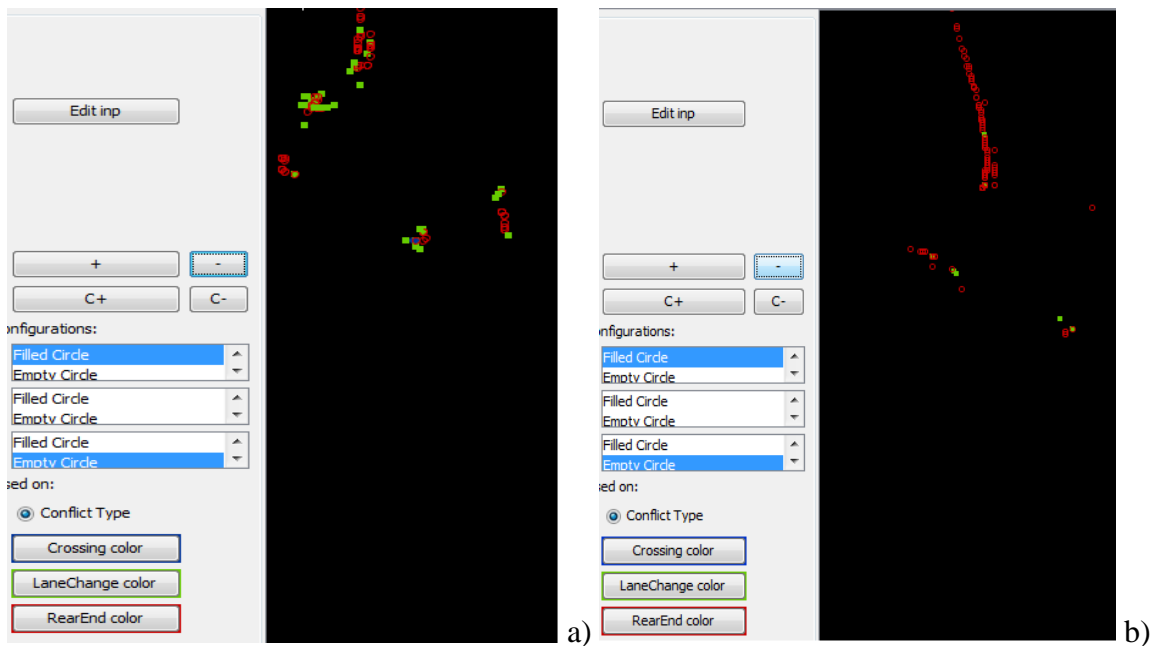 Edit inp
+ -
C+ C-
onfigurations:
Filled Circle
Empty Circle
Filled Circle
Empty Circle
Filled Circle
Empty Circle
sed on:
Conflict Type
Crossing color
LaneChange color
RearEnd color
a)
Edit inp
+ -
C+ C-
nfigurations:
Filled Circle
Empty Circle
Filled Circle
Empty Circle
Filled Circle
Empty Circle
ed on:
Conflict Type
Crossing color
LaneChange color
RearEnd color
b)